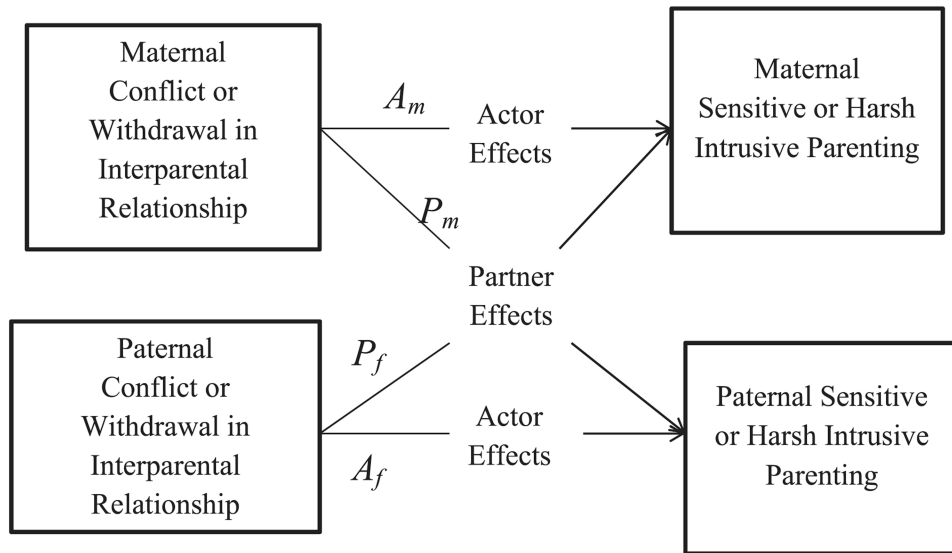 Maternal
Conflict or
Withdrawal in
Interparental
Relationship
A_m
Actor
Effects
Maternal
Sensitive or Harsh
Intrusive Parenting
P_m
Partner
Effects
Paternal
Conflict or
Withdrawal in
Interparental
Relationship
P_f
Actor
Effects
A_f
Paternal Sensitive
or Harsh Intrusive
Parenting